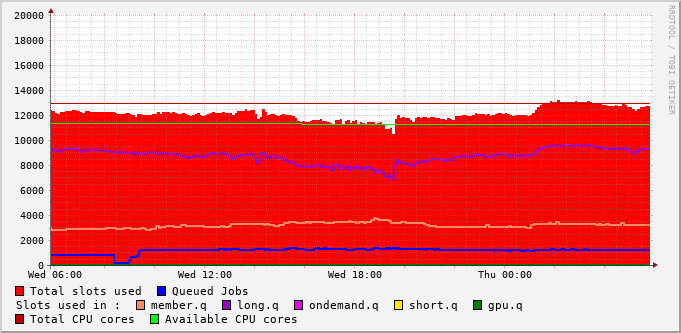 20000
18000
16000
14000
12000
10000
8000
6000
4000
2000
0
Wed 06:00 Wed 12:00 Wed 18:00 Thu 00:00
Total slots used Queued Jobs
Slots used in : member.q long.q ondemand.q short.q gpu.q
Total CPU cores Available CPU cores
RRDTOOL / TOBI OETIKER